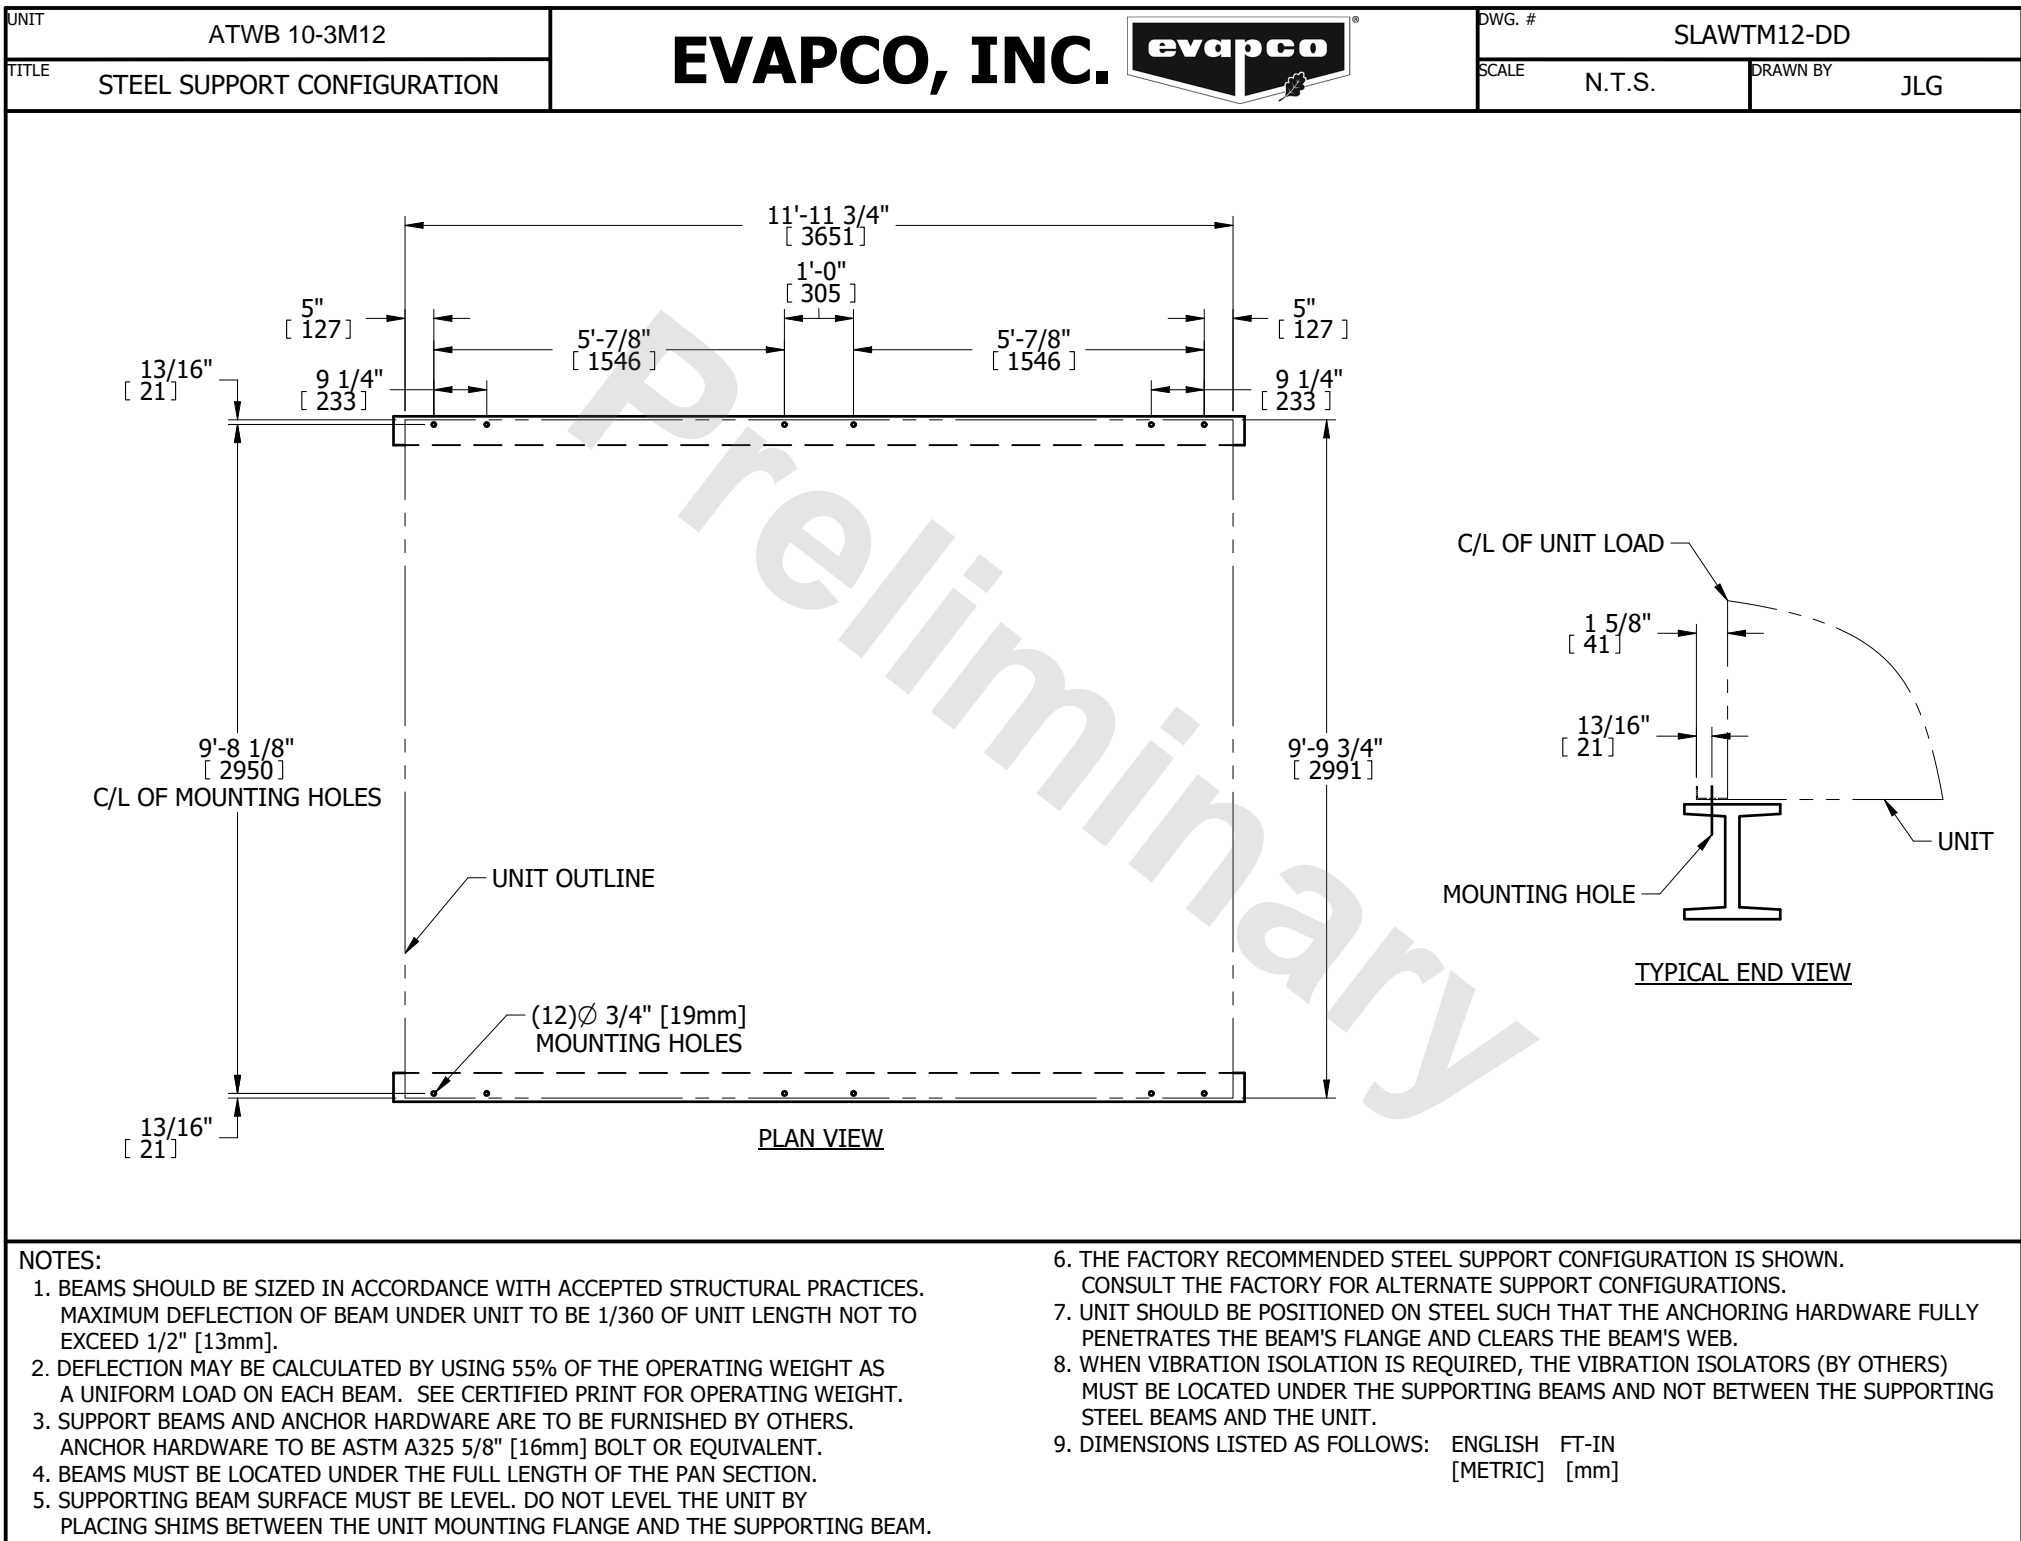 UNIT
ATWB 10-3M12
TITLE
STEEL SUPPORT CONFIGURATION
EVAPCO, INC.
evapco
®
DWG. #
SLAWTM12-DD
SCALE
N.T.S.
DRAWN BY
JLG
11'-11 3/4"
[ 3651 ]
1'-0"
[ 305 ]
5"
[ 127 ]
5"
[ 127 ]
5'-7/8"
[ 1546 ]
5'-7/8"
[ 1546 ]
13/16"
[ 21 ]
9 1/4"
[ 233 ]
9 1/4"
[ 233 ]
Preliminary
C/L OF UNIT LOAD
1 5/8"
[ 41 ]
13/16"
[ 21 ]
9'-8 1/8"
[ 2950 ]
C/L OF MOUNTING HOLES
9'-9 3/4"
[ 2991 ]
UNIT
UNIT OUTLINE
MOUNTING HOLE
TYPICAL END VIEW
(12)∅ 3/4" [19mm]
MOUNTING HOLES
13/16"
[ 21 ]
PLAN VIEW
NOTES:
1. BEAMS SHOULD BE SIZED IN ACCORDANCE WITH ACCEPTED STRUCTURAL PRACTICES.
MAXIMUM DEFLECTION OF BEAM UNDER UNIT TO BE 1/360 OF UNIT LENGTH NOT TO
EXCEED 1/2" [13mm].
2. DEFLECTION MAY BE CALCULATED BY USING 55% OF THE OPERATING WEIGHT AS
A UNIFORM LOAD ON EACH BEAM. SEE CERTIFIED PRINT FOR OPERATING WEIGHT.
3. SUPPORT BEAMS AND ANCHOR HARDWARE ARE TO BE FURNISHED BY OTHERS.
ANCHOR HARDWARE TO BE ASTM A325 5/8" [16mm] BOLT OR EQUIVALENT.
4. BEAMS MUST BE LOCATED UNDER THE FULL LENGTH OF THE PAN SECTION.
5. SUPPORTING BEAM SURFACE MUST BE LEVEL. DO NOT LEVEL THE UNIT BY
PLACING SHIMS BETWEEN THE UNIT MOUNTING FLANGE AND THE SUPPORTING BEAM.
6. THE FACTORY RECOMMENDED STEEL SUPPORT CONFIGURATION IS SHOWN.
CONSULT THE FACTORY FOR ALTERNATE SUPPORT CONFIGURATIONS.
7. UNIT SHOULD BE POSITIONED ON STEEL SUCH THAT THE ANCHORING HARDWARE FULLY
PENETRATES THE BEAM'S FLANGE AND CLEARS THE BEAM'S WEB.
8. WHEN VIBRATION ISOLATION IS REQUIRED, THE VIBRATION ISOLATORS (BY OTHERS)
MUST BE LOCATED UNDER THE SUPPORTING BEAMS AND NOT BETWEEN THE SUPPORTING
STEEL BEAMS AND THE UNIT.
9. DIMENSIONS LISTED AS FOLLOWS: ENGLISH FT-IN
[METRIC] [mm]